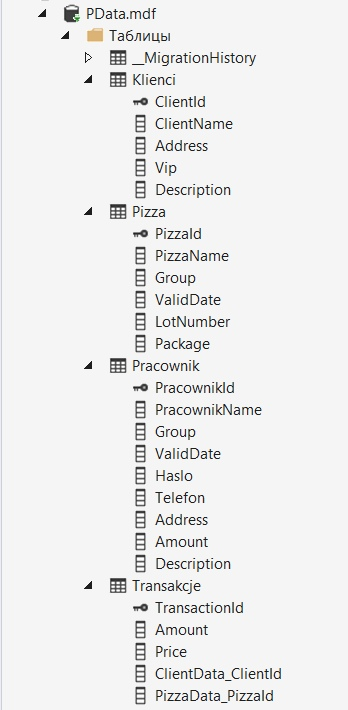 PData.mdf
Таблицы
__MigrationHistory
Klienci
ClientId
ClientName
Address
Vip
Description
Pizza
PizzaId
PizzaName
Group
ValidDate
LotNumber
Package
Pracownik
PracownikId
PracownikName
Group
ValidDate
Haslo
Telefon
Address
Amount
Description
Transakcje
TransactionId
Amount
Price
ClientData_ClientId
PizzaData_PizzaId